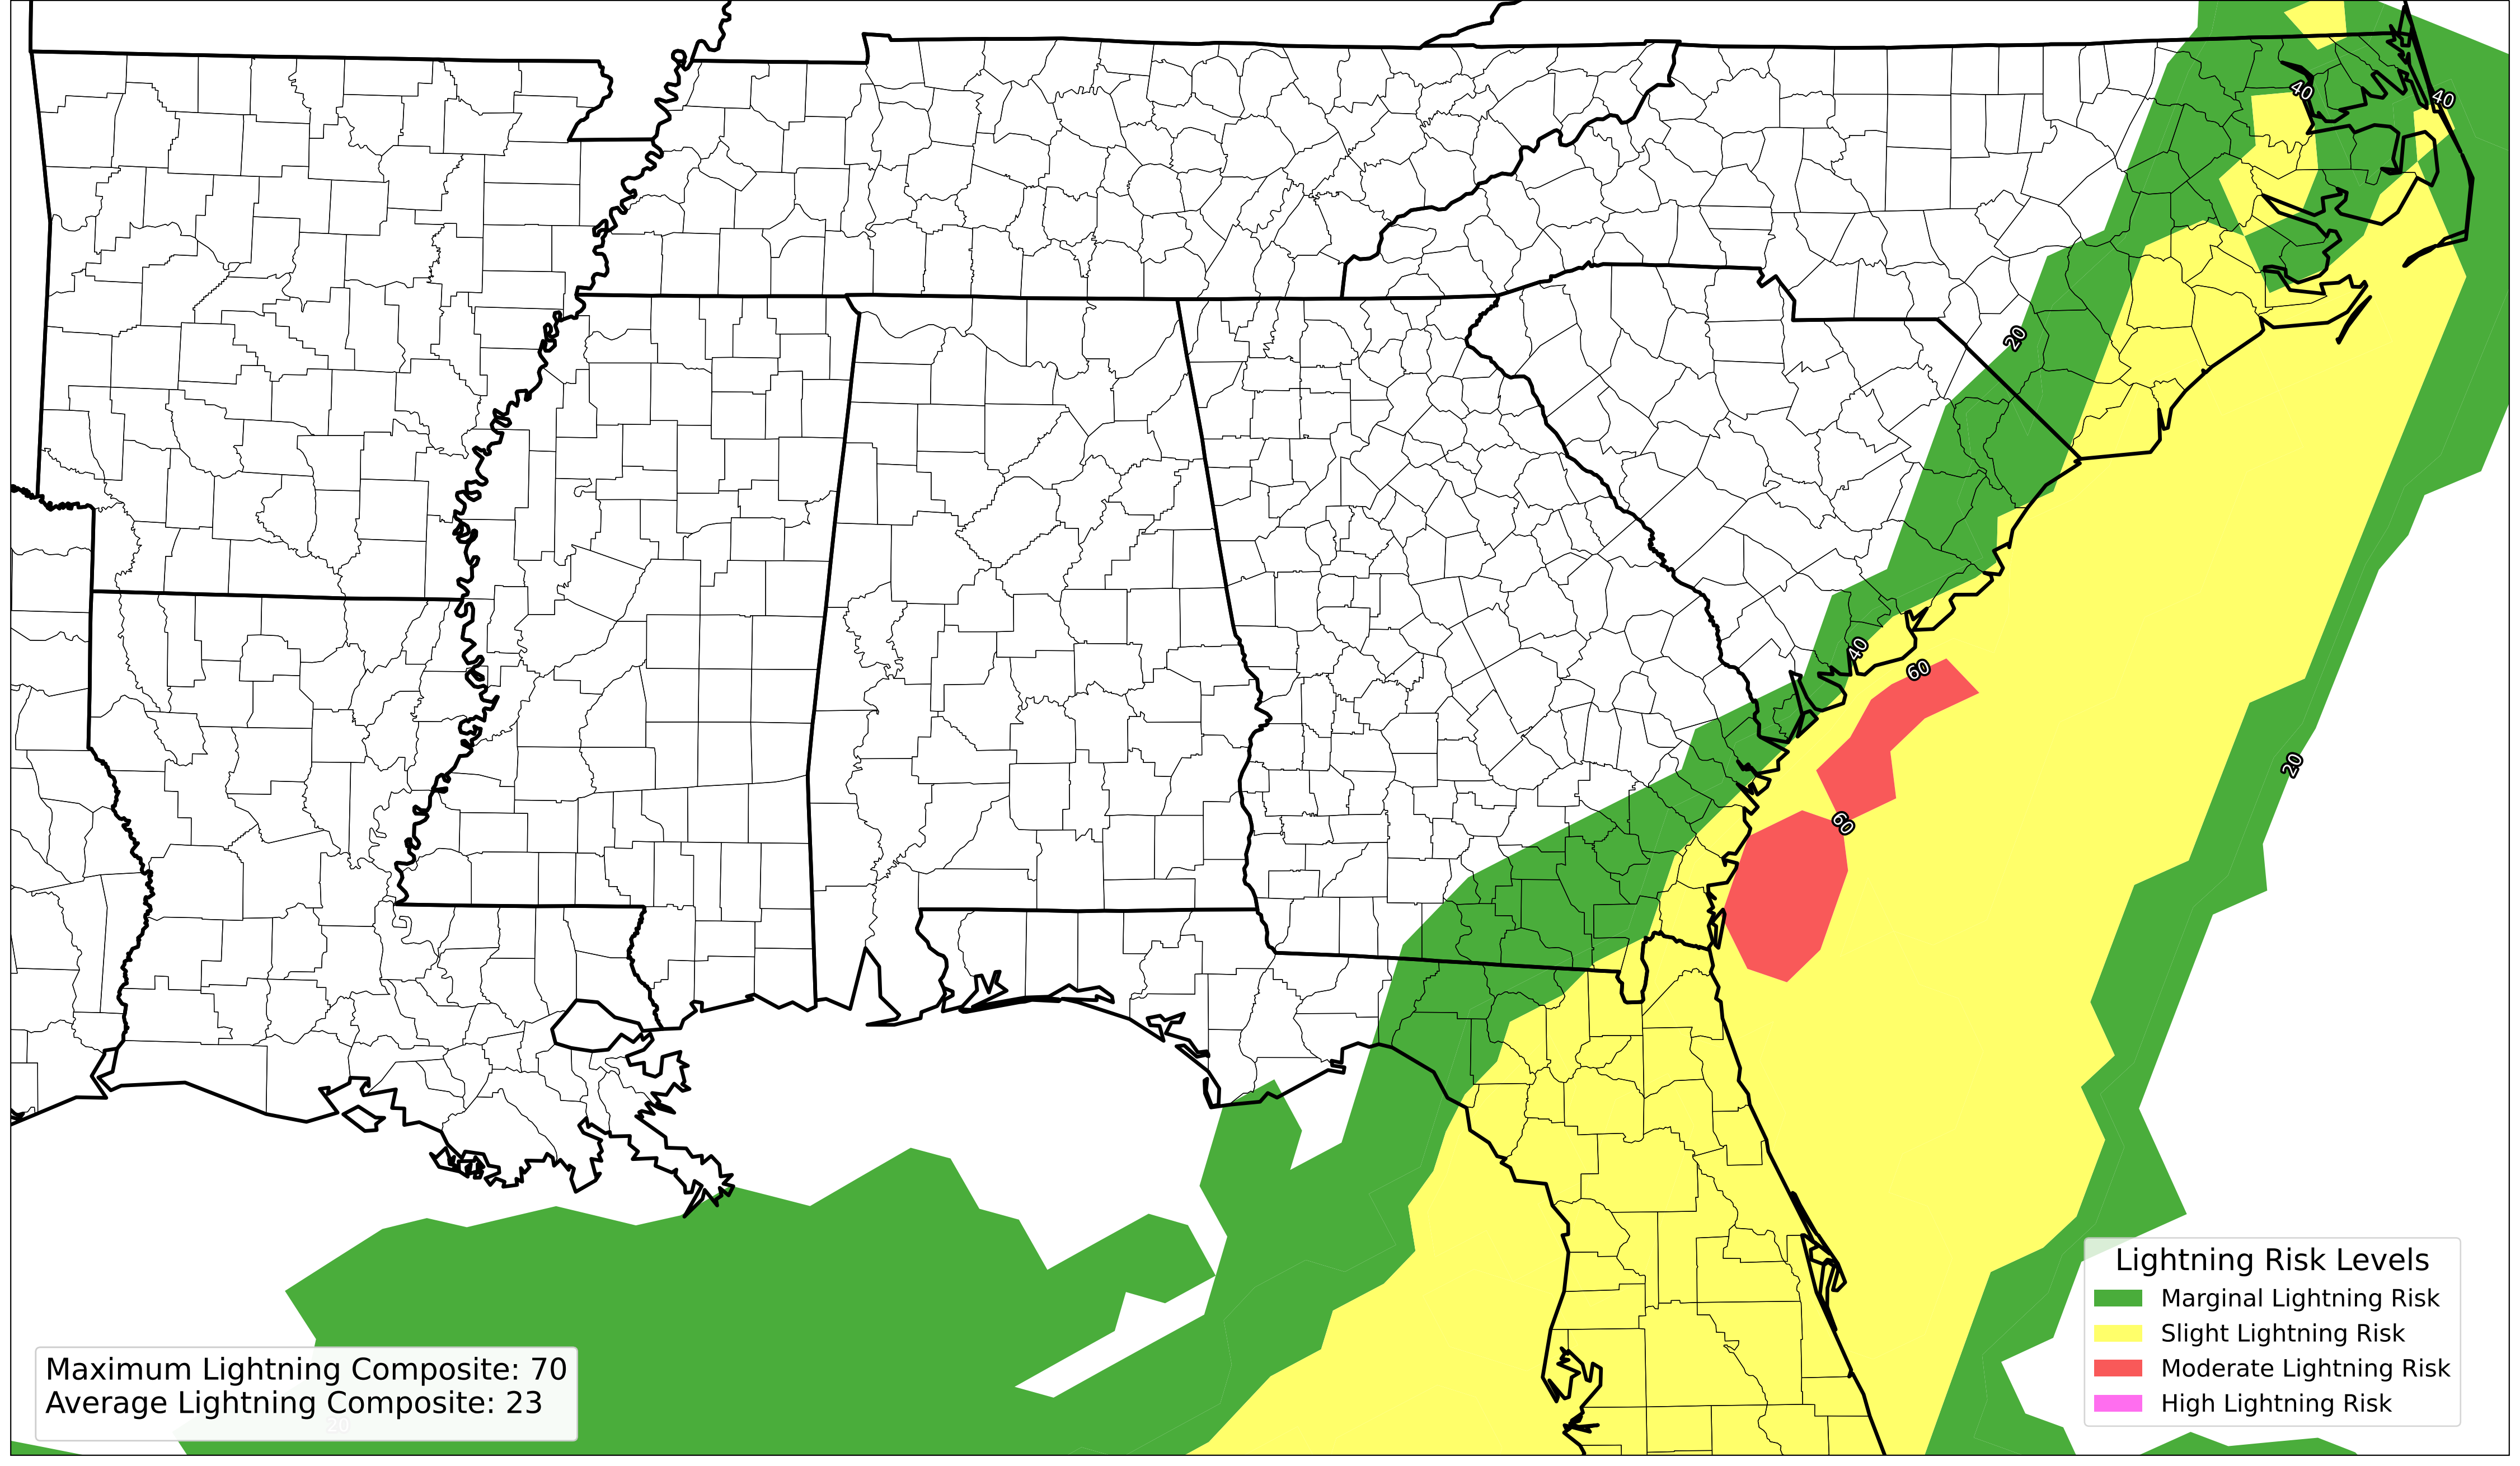 40
40
20
40
60
20
60
Lightning Risk Levels
Marginal Lightning Risk
Slight Lightning Risk
Moderate Lightning Risk
High Lightning Risk
Maximum Lightning Composite: 70
Average Lightning Composite: 23
20